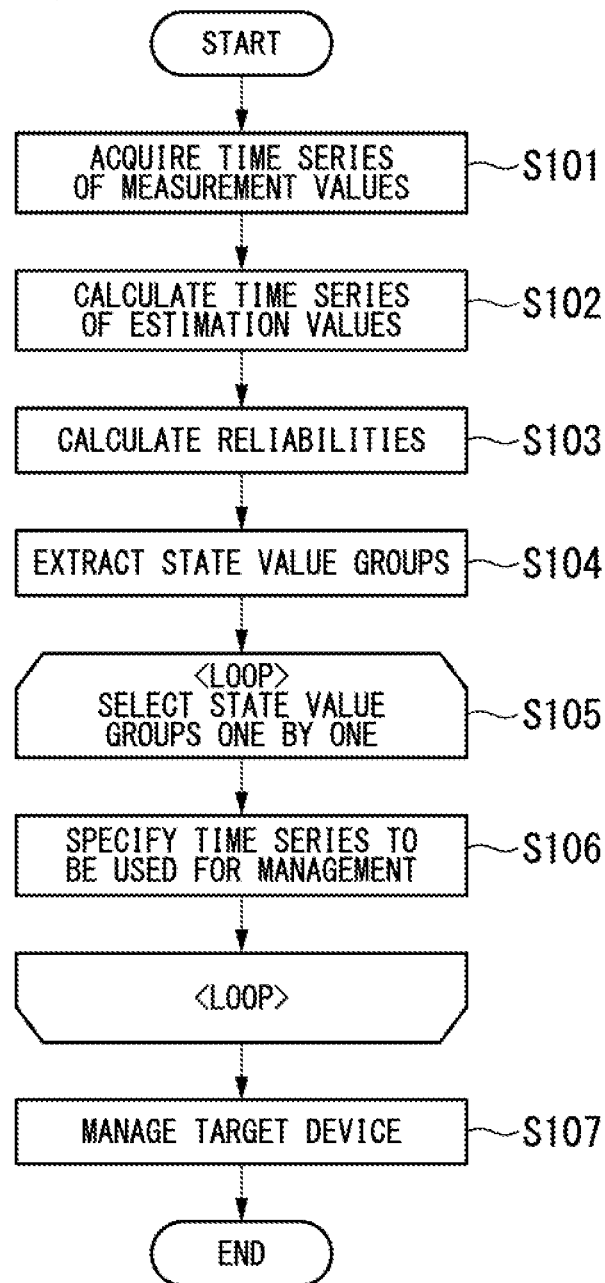 START
ACQUIRE TIME SERIES
OF MEASUREMENT VALUES
S101
CALCULATE TIME SERIES
OF ESTIMATION VALUES
S102
CALCULATE RELIABILITIES
S103
EXTRACT STATE VALUE GROUPS
S104
<LOOP>
SELECT STATE VALUE
GROUPS ONE BY ONE
S105
SPECIFY TIME SERIES TO
BE USED FOR MANAGEMENT
S106
<LOOP>
MANAGE TARGET DEVICE
S107
END